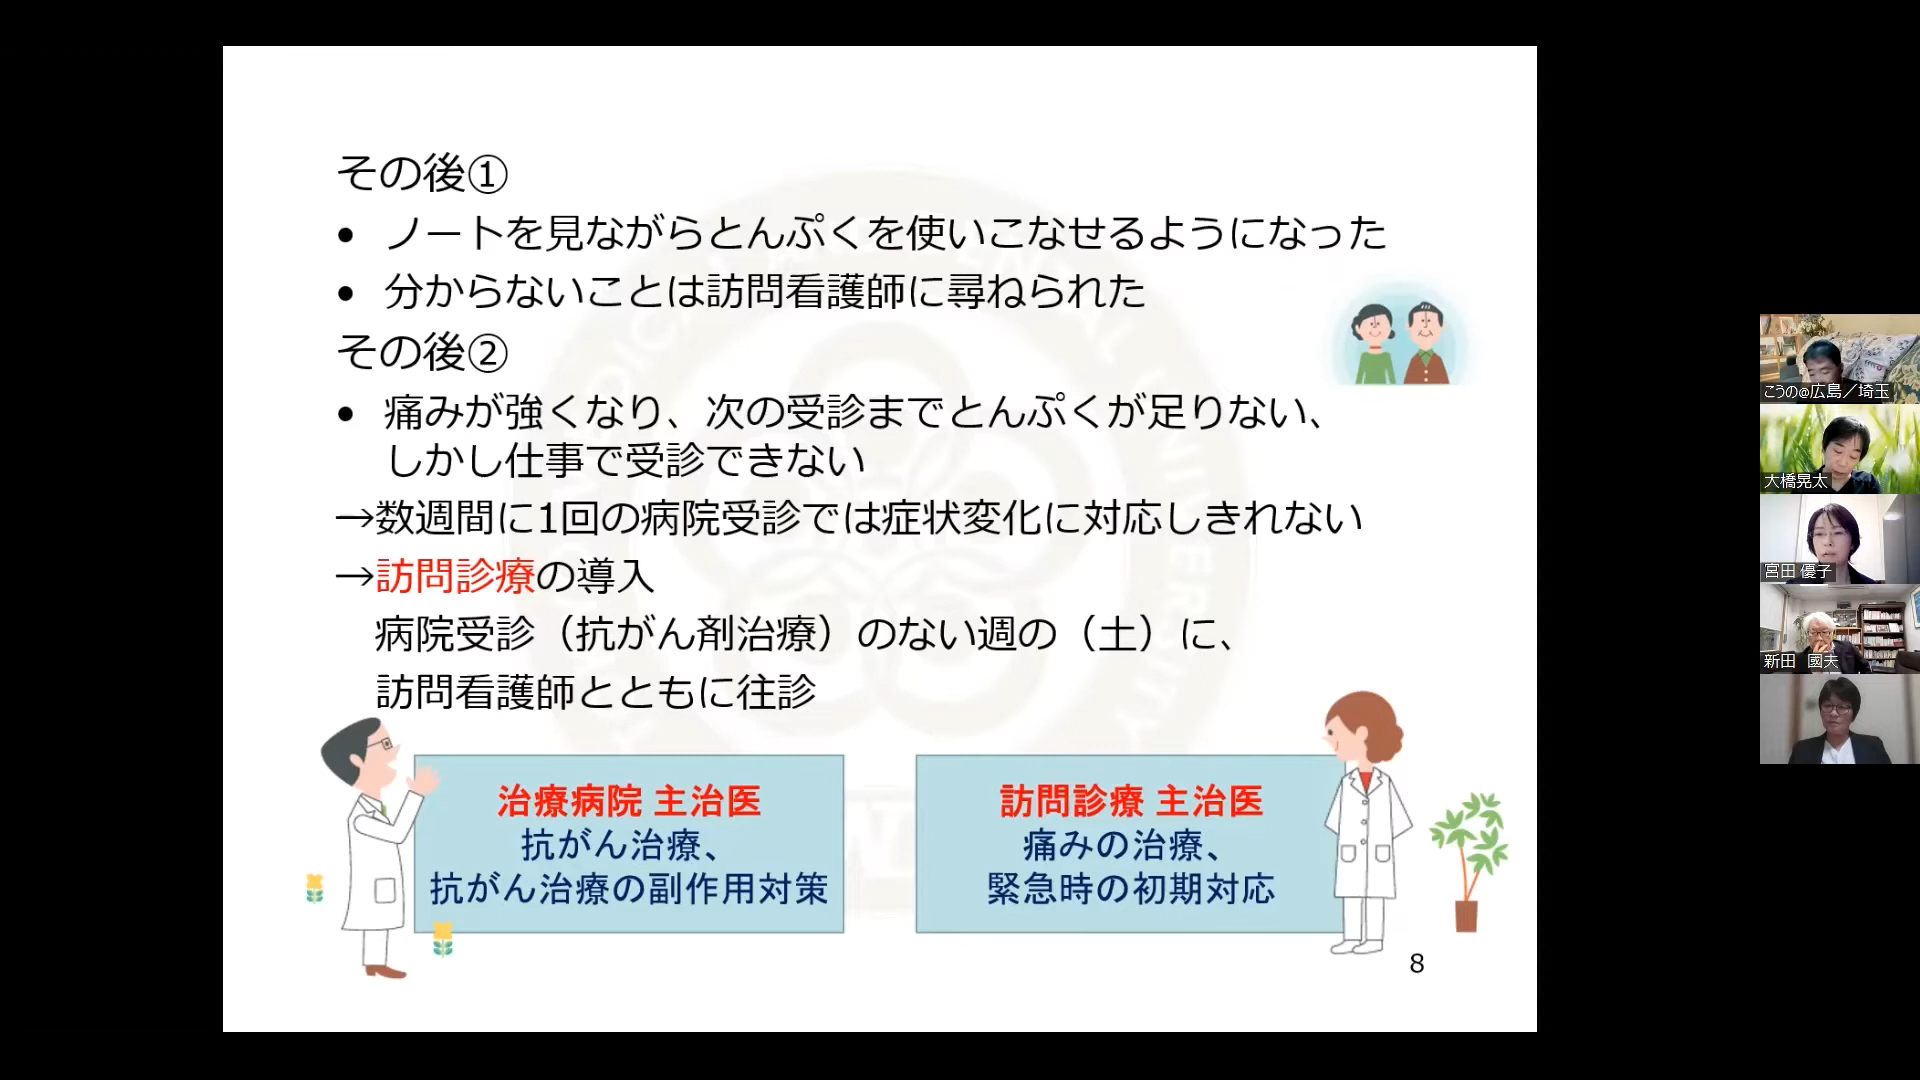 その後①
• ノートを見ながらとんぷくを使いこなせるようになった
• 分からないことは訪問看護師に尋ねられた
その後②
• 痛みが強くなり、次の受診までとんぷくが足りない、
しかし仕事で受診できない
→数週間に1回の病院受診では症状変化に対応しきれない
→訪問診療の導入
病院受診（抗がん剤治療）のない週の（土）に、
訪問看護師とともに往診
治療病院 主治医
抗がん治療、
抗がん治療の副作用対策
訪問診療 主治医
痛みの治療、
緊急時の初期対応
8
こうの@広島／埼玉
大橋晃太
宮田 優子
新田 國夫